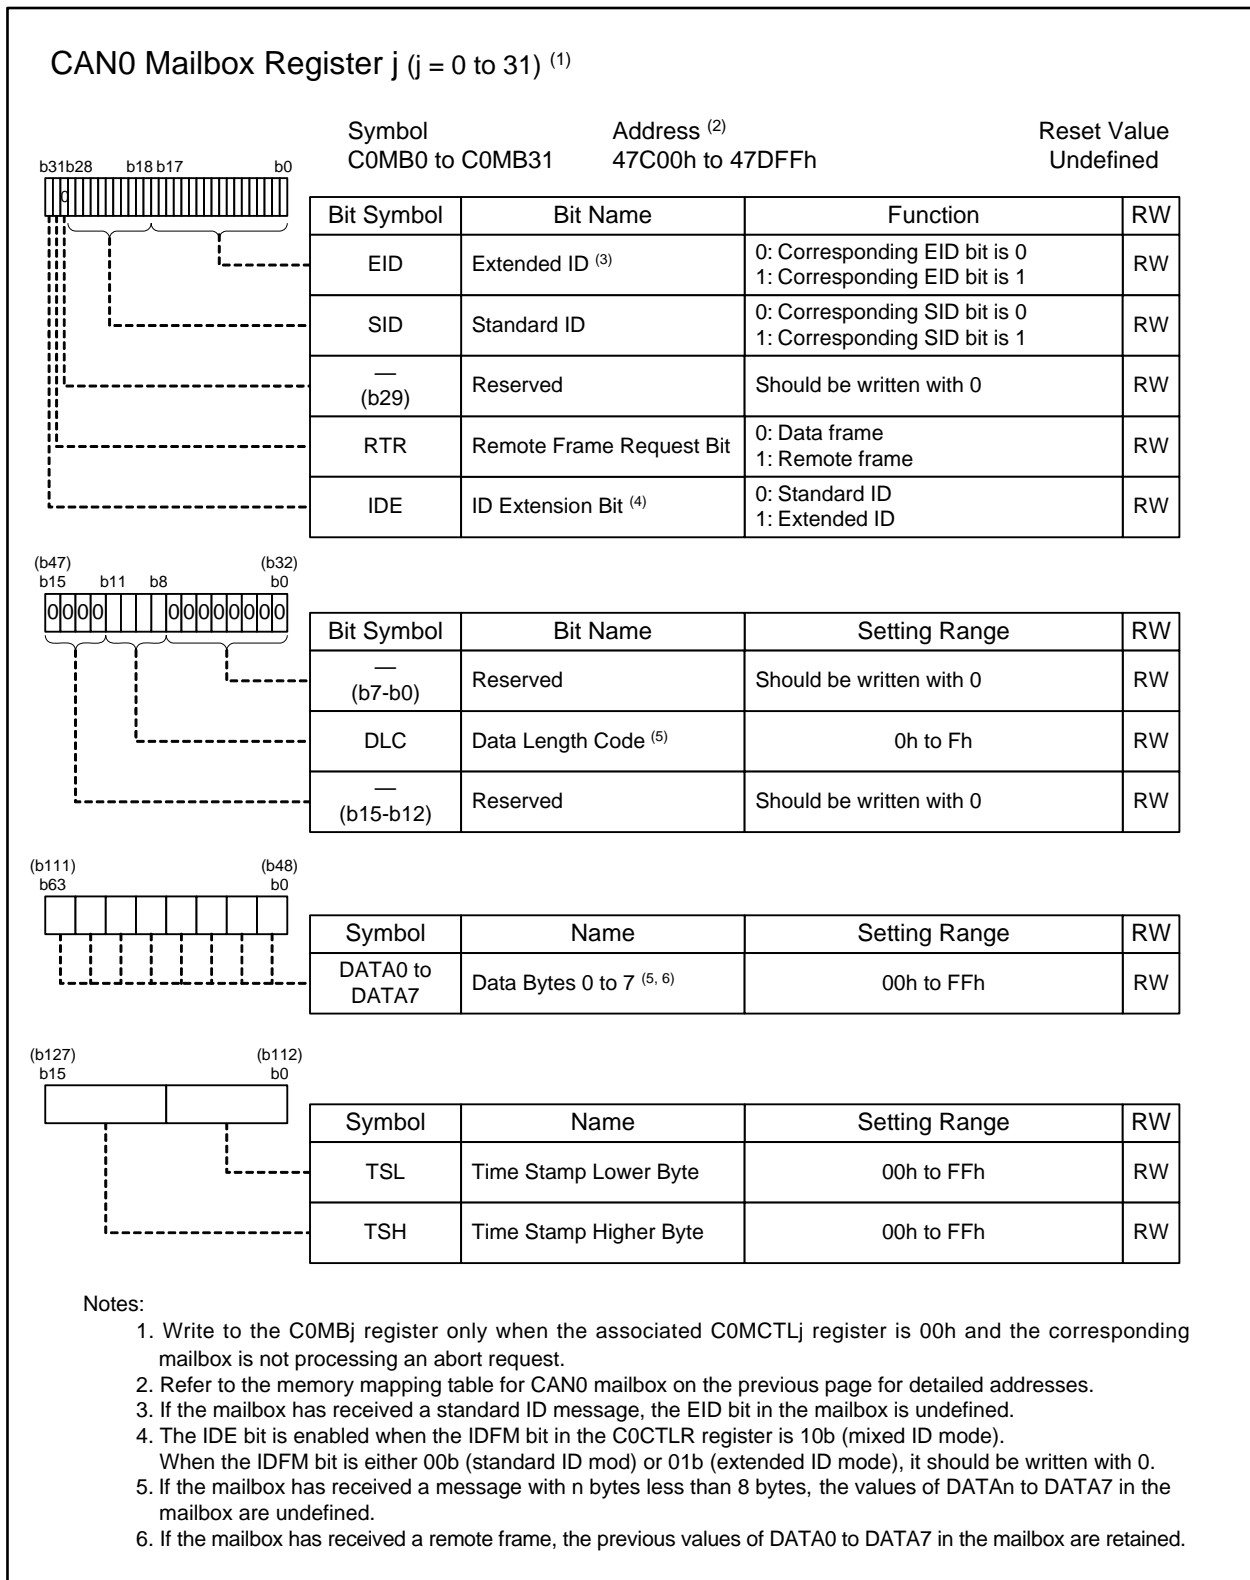 CAN0 Mailbox Register j (j = 0 to 31) (1)
Symbol Address (2) Reset Value
C0MB0 to C0MB31 47C00h to 47DFFh Undefined
b31 b28 b18 b17 b0
0
Bit Symbol Bit Name Function RW
EID Extended ID (3) 0: Corresponding EID bit is 0
1: Corresponding EID bit is 1 RW
SID Standard ID 0: Corresponding SID bit is 0
1: Corresponding SID bit is 1 RW
—
(b29) Reserved Should be written with 0 RW
RTR Remote Frame Request Bit 0: Data frame
1: Remote frame RW
IDE ID Extension Bit (4) 0: Standard ID
1: Extended ID RW
(b47) (b32)
b15 b11 b8 b0
0 0 0 0 0 0 0 0 0 0 0 0
Bit Symbol Bit Name Setting Range RW
—
(b7-b0) Reserved Should be written with 0 RW
DLC Data Length Code (5) 0h to Fh RW
—
(b15-b12) Reserved Should be written with 0 RW
(b111) (b48)
b63 b0
Symbol Name Setting Range RW
DATA0 to
DATA7 Data Bytes 0 to 7 (5, 6) 00h to FFh RW
(b127) (b112)
b15 b0
Symbol Name Setting Range RW
TSL Time Stamp Lower Byte 00h to FFh RW
TSH Time Stamp Higher Byte 00h to FFh RW
Notes:
1. Write to the C0MBj register only when the associated C0MCTLj register is 00h and the corresponding
mailbox is not processing an abort request.
2. Refer to the memory mapping table for CAN0 mailbox on the previous page for detailed addresses.
3. If the mailbox has received a standard ID message, the EID bit in the mailbox is undefined.
4. The IDE bit is enabled when the IDFM bit in the C0CTLR register is 10b (mixed ID mode).
When the IDFM bit is either 00b (standard ID mod) or 01b (extended ID mode), it should be written with 0.
5. If the mailbox has received a message with n bytes less than 8 bytes, the values of DATAn to DATA7 in the
mailbox are undefined.
6. If the mailbox has received a remote frame, the previous values of DATA0 to DATA7 in the mailbox are retained.